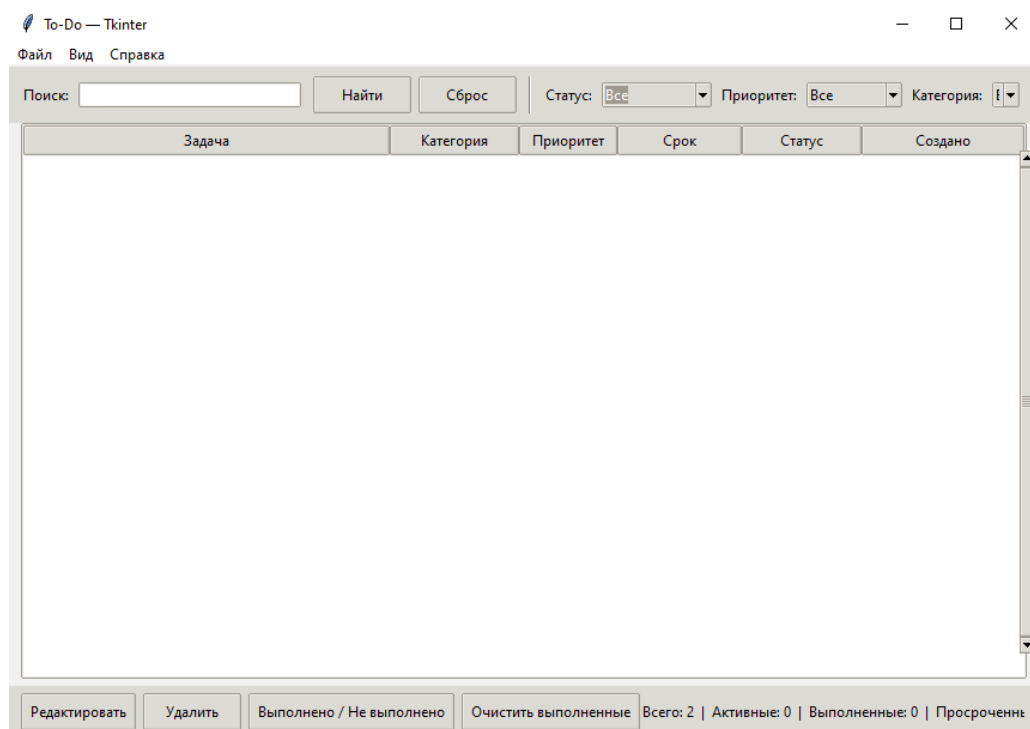 To-Do — Tkinter
Файл Вид Справка
Поиск: Найти Сброс Статус: Все Приоритет: Все Категория:
Задача Категория Приоритет Срок Статус Создано
Редактировать Удалить Выполнено / Не выполнено Очистить выполненные Всего: 2 | Активные: 0 | Выполненные: 0 |